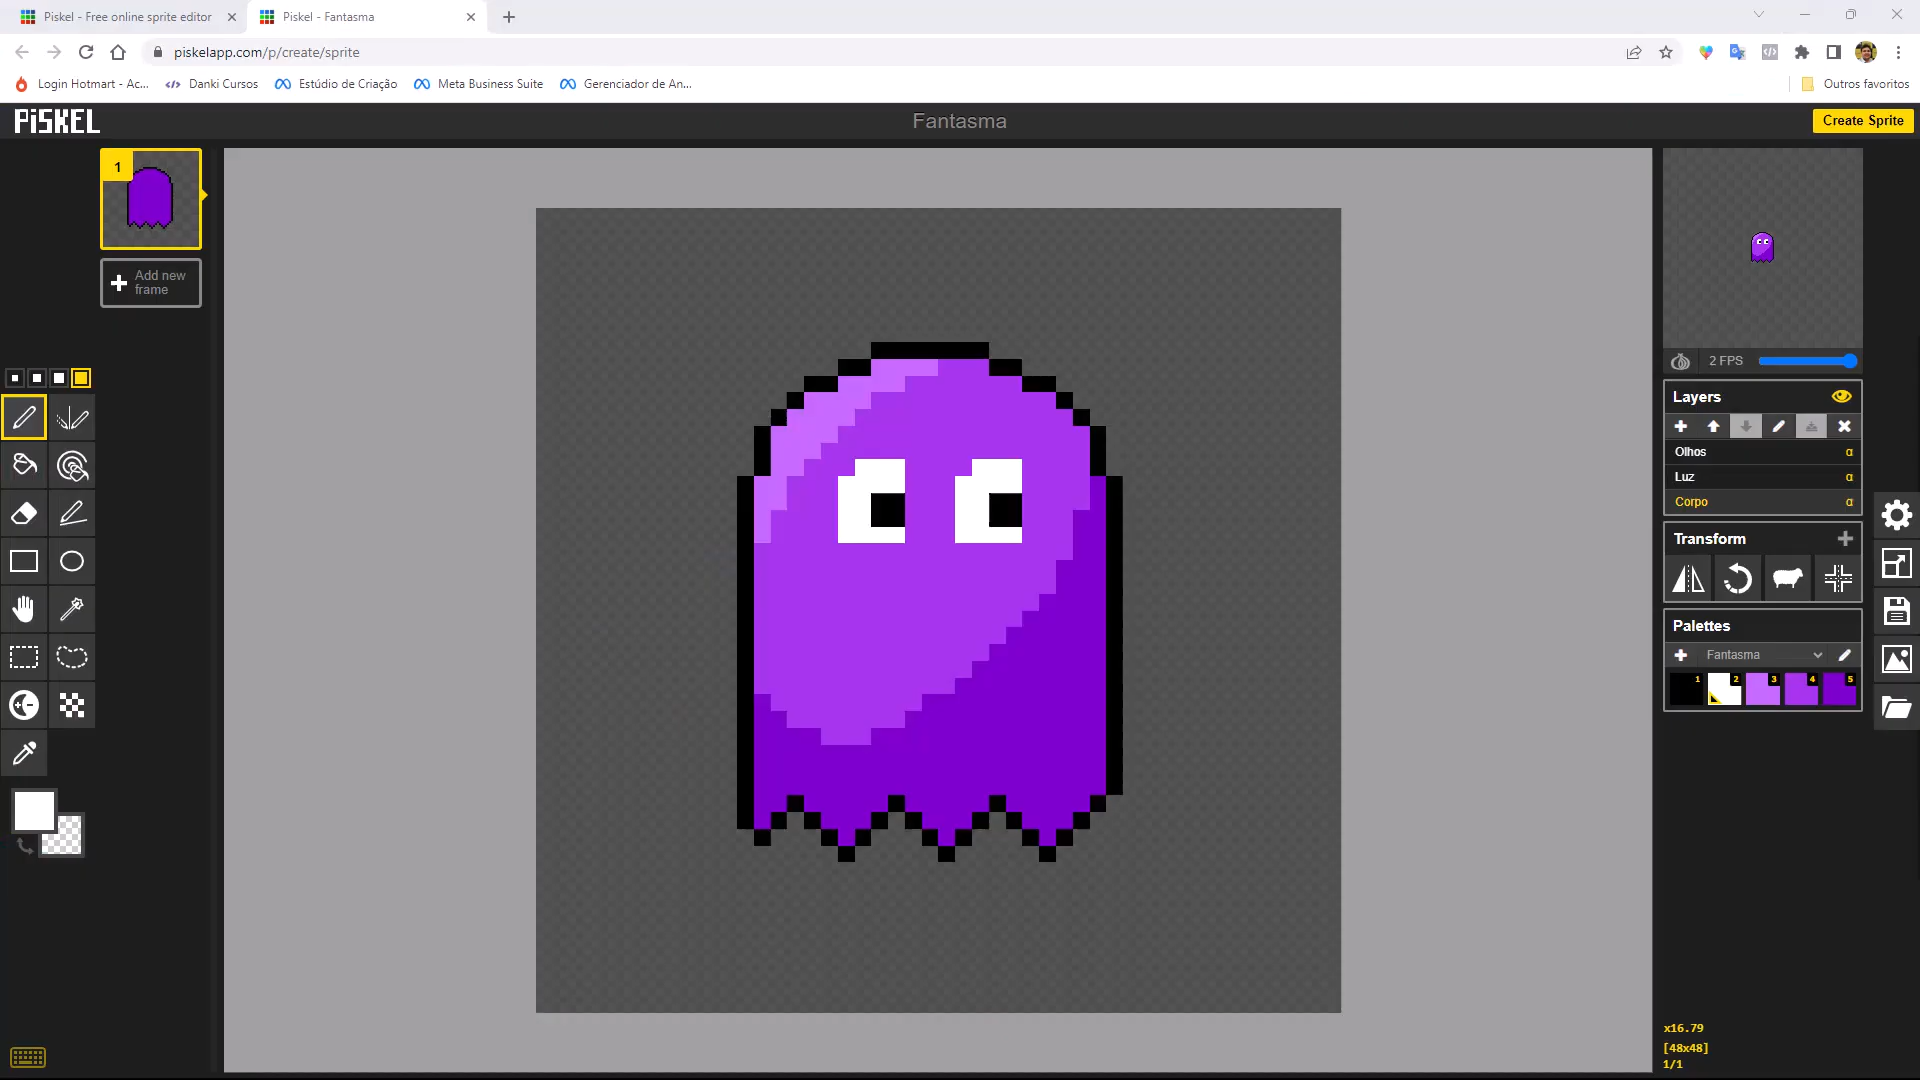 Piskel - Free online sprite editor
Piskel - Fantasma
piskelapp.com/p/create/sprite
Login Hotmart - Ac...
Danki Cursos
Estúdio de Criação
Meta Business Suite
Gerenciador de An...
Outros favoritos
PiSKEL
Fantasma
Create Sprite
1
Add new
frame
2 FPS
Layers
Olhos α
Luz α
Corpo α
Transform
Palettes
Fantasma
1 2 3 4 5
x16.79
[48x48]
1/1